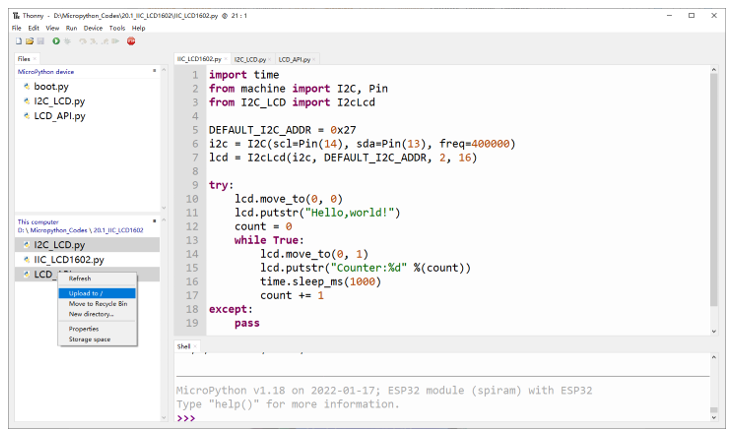 Thonny - D:\Micropython_Codes\20.1_IIC_LCD1602\IIC_LCD1602.py @ 21 : 1
File Edit View Run Device Tools Help
Files
MicroPython device
boot.py
I2C_LCD.py
LCD_API.py
This computer
D:\ Micropython_Codes \ 20.1_IIC_LCD1602
I2C_LCD.py
IIC_LCD1602.py
LCD_API
Refresh
Upload to /
Move to Recycle Bin
New directory...
Properties
Storage space
IIC_LCD1602.py I2C_LCD.py LCD_API.py
1 import time
2 from machine import I2C, Pin
3 from I2C_LCD import I2cLcd
4
5 DEFAULT_I2C_ADDR = 0x27
6 i2c = I2C(scl=Pin(14), sda=Pin(13), freq=400000)
7 lcd = I2cLcd(i2c, DEFAULT_I2C_ADDR, 2, 16)
8
9 try:
10 lcd.move_to(0, 0)
11 lcd.putstr("Hello,world!")
12 count = 0
13 while True:
14 lcd.move_to(0, 1)
15 lcd.putstr("Counter:%d" %(count))
16 time.sleep_ms(1000)
17 count += 1
18 except:
19 pass
Shell
MicroPython v1.18 on 2022-01-17; ESP32 module (spiram) with ESP32
Type "help()" for more information.
>>>